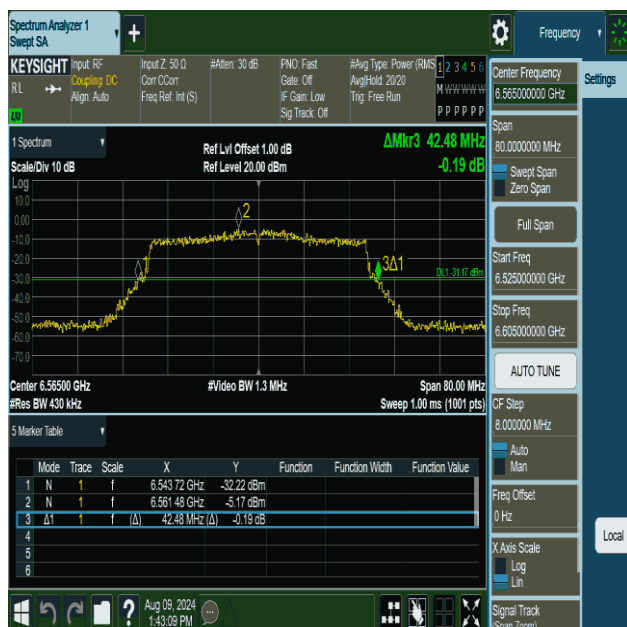 Spectrum Analyzer 1
Swept SA
+
Frequency
KEYSIGHT
RL
LXI
Input: RF
Coupling: DC
Align: Auto
Input Z: 50 Ω
Corr CCorr
Freq Ref: Int (S)
#Atten: 30 dB
PNO: Fast
Gate: Off
IF Gain: Low
Sig Track: Off
#Avg Type: Power (RMS
Avg|Hold: 20/20
Trig: Free Run
1 2 3 4 5 6
M W W W W W
P P P P P P
1 Spectrum
Scale/Div 10 dB
Ref Lvl Offset 1.00 dB
Ref Level 20.00 dBm
ΔMkr3 42.48 MHz
-0.19 dB
Log
10.0
0.00
-10.0
-20.0
-30.0
-40.0
-50.0
-60.0
-70.0
1
2
3Δ1
DL1 -31.17 dBm
Center 6.56500 GHz
#Res BW 430 kHz
#Video BW 1.3 MHz
Span 80.00 MHz
Sweep 1.00 ms (1001 pts)
5 Marker Table
Mode Trace Scale X Y Function Function Width Function Value
1 N 1 f 6.543 72 GHz -32.22 dBm
2 N 1 f 6.561 48 GHz -5.17 dBm
3 Δ1 1 f (Δ) 42.48 MHz (Δ) -0.19 dB
4
5
6
?
Aug 09, 2024
1:43:09 PM
Center Frequency
6.565000000 GHz
Span
80.0000000 MHz
Swept Span
Zero Span
Full Span
Start Freq
6.525000000 GHz
Stop Freq
6.605000000 GHz
AUTO TUNE
CF Step
8.000000 MHz
Auto
Man
Freq Offset
0 Hz
X Axis Scale
Log
Lin
Signal Track
(Span Zoom)
Settings
Local